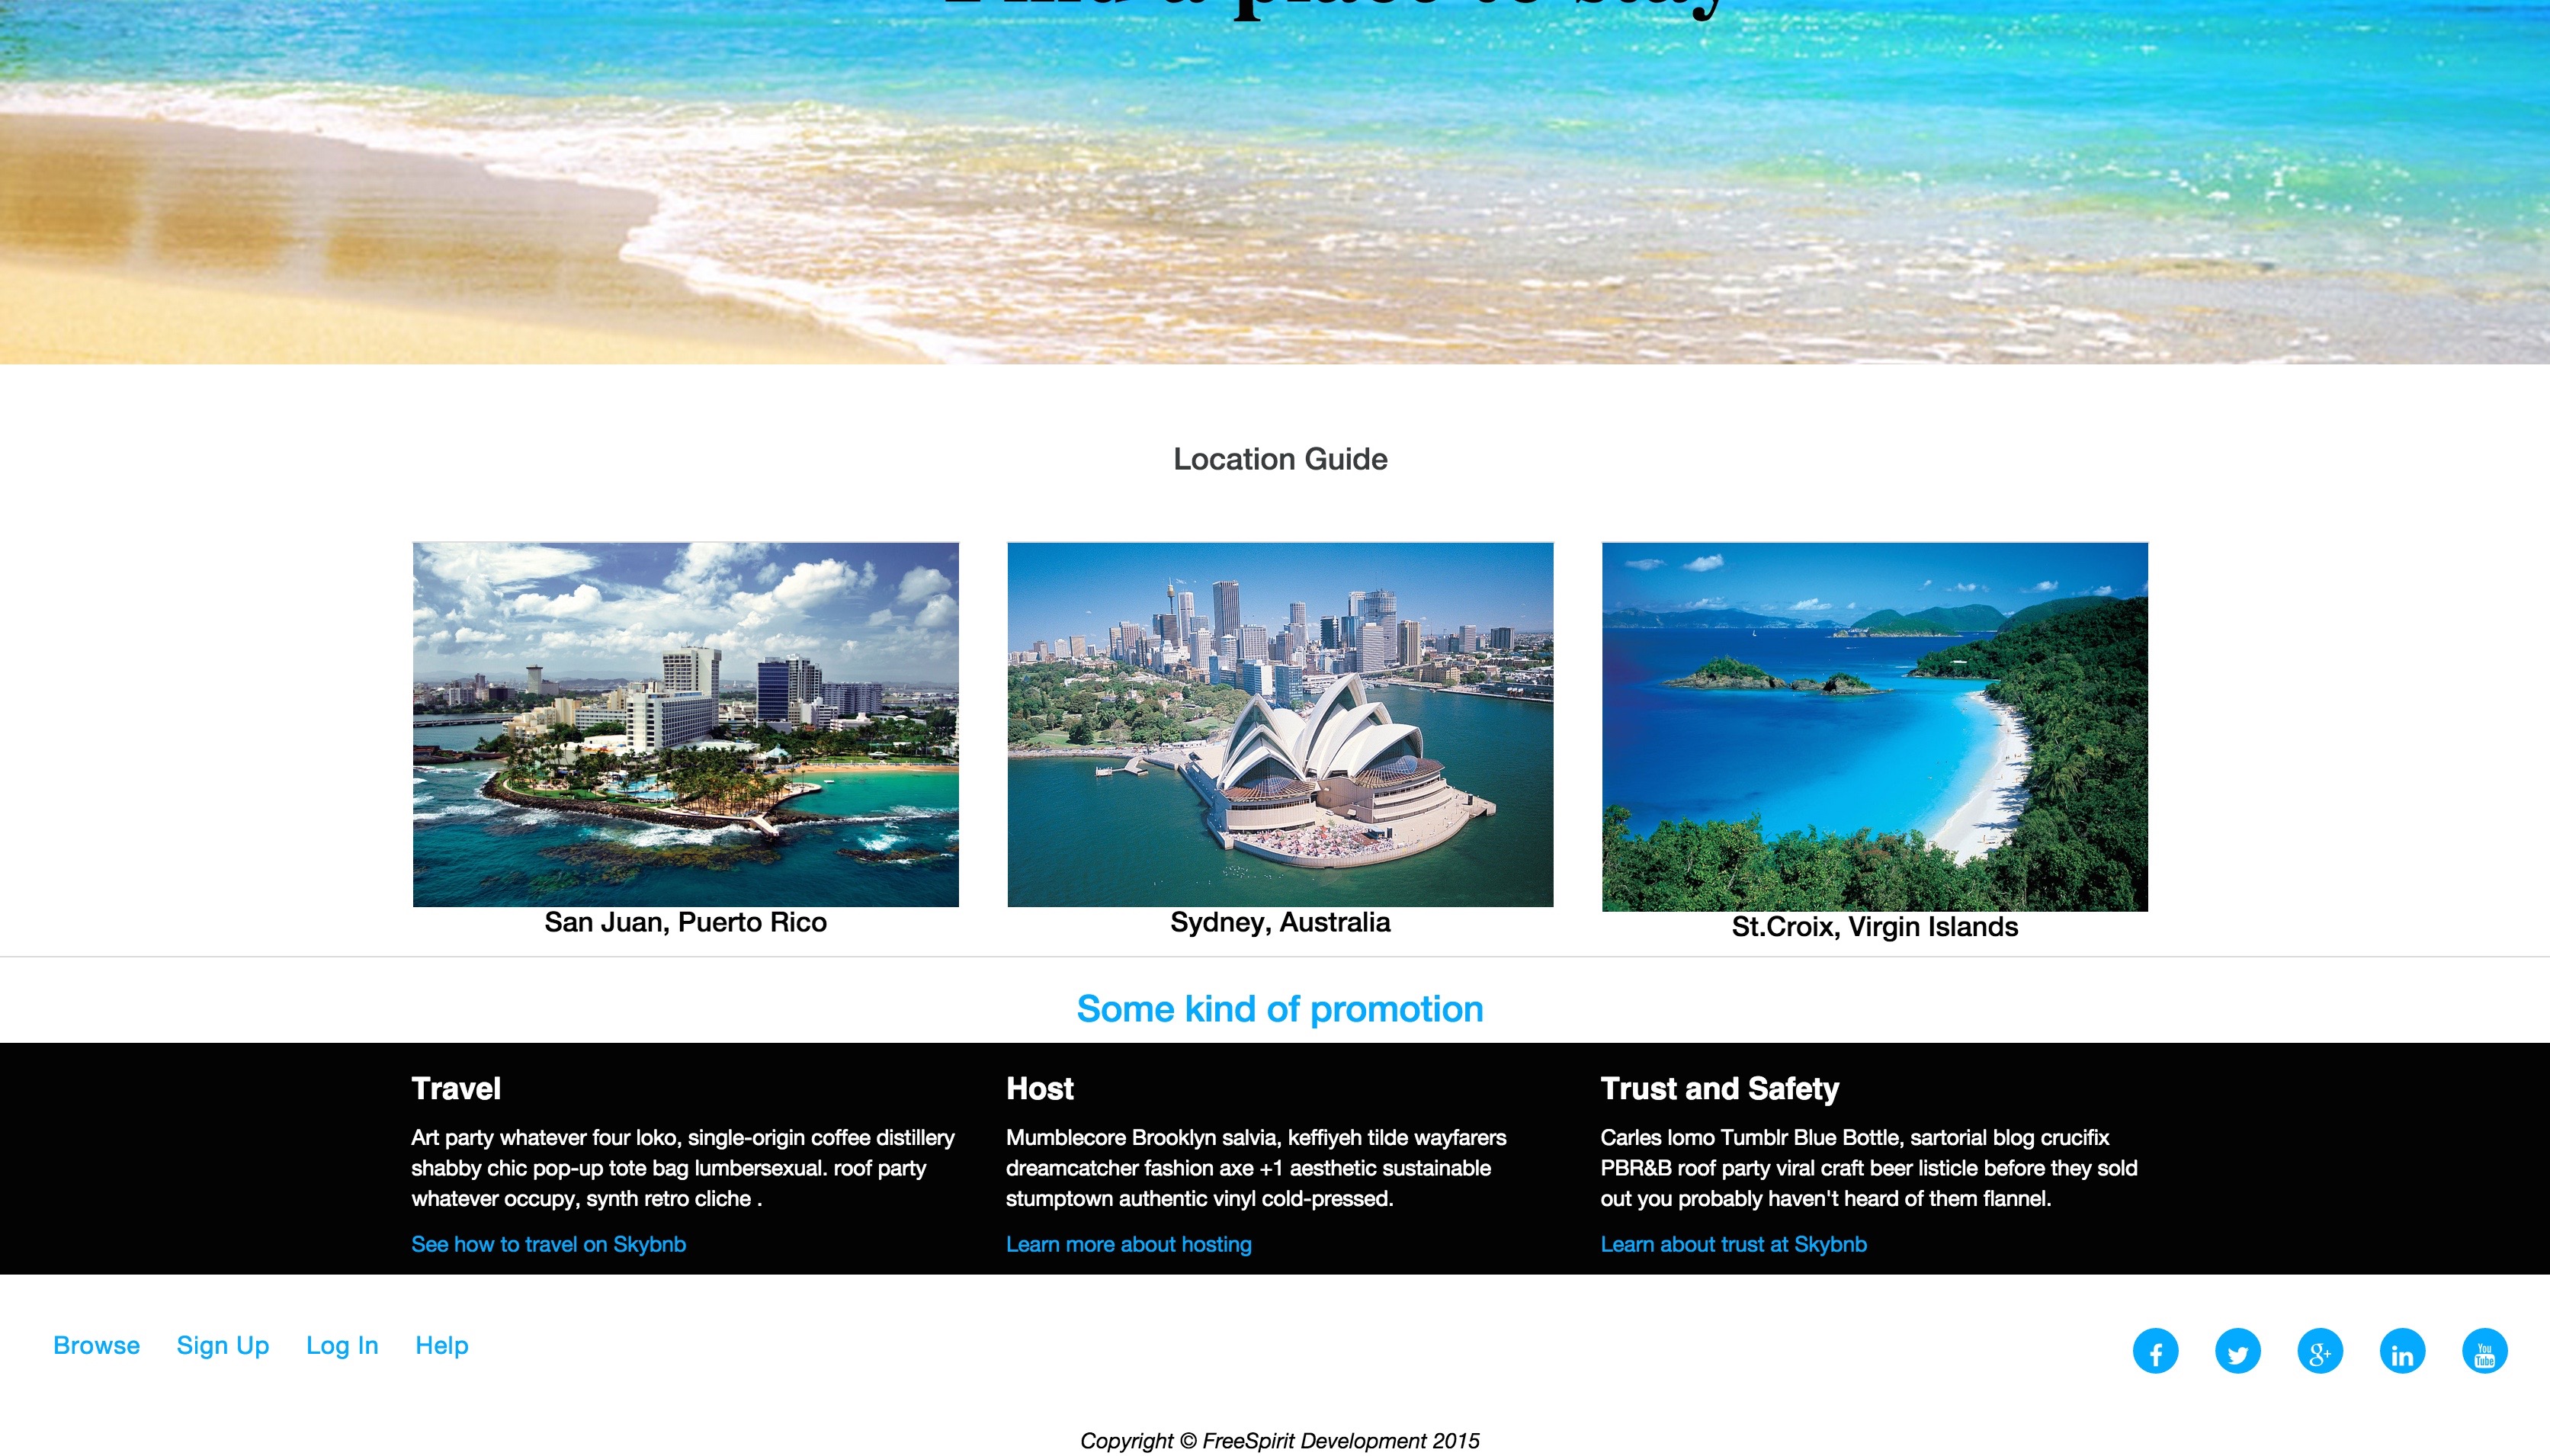 Find a place to stay
Location Guide
San Juan, Puerto Rico
Sydney, Australia
St.Croix, Virgin Islands
Some kind of promotion
Travel
Art party whatever four loko, single-origin coffee distillery
shabby chic pop-up tote bag lumbersexual. roof party
whatever occupy, synth retro cliche .
See how to travel on Skybnb
Host
Mumblecore Brooklyn salvia, keffiyeh tilde wayfarers
dreamcatcher fashion axe +1 aesthetic sustainable
stumptown authentic vinyl cold-pressed.
Learn more about hosting
Trust and Safety
Carles lomo Tumblr Blue Bottle, sartorial blog crucifix
PBR&B roof party viral craft beer listicle before they sold
out you probably haven't heard of them flannel.
Learn about trust at Skybnb
Browse Sign Up Log In Help
f g+ in You Tube
Copyright © FreeSpirit Development 2015